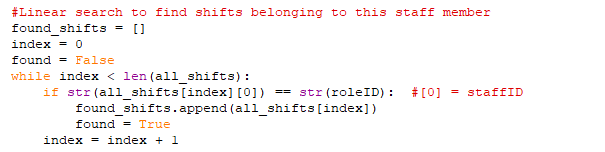 #Linear search to find shifts belonging to this staff member
found_shifts = []
index = 0
found = False
while index < len(all_shifts):
    if str(all_shifts[index][0]) == str(roleID):  #[0] = staffID
        found_shifts.append(all_shifts[index])
        found = True
    index = index + 1